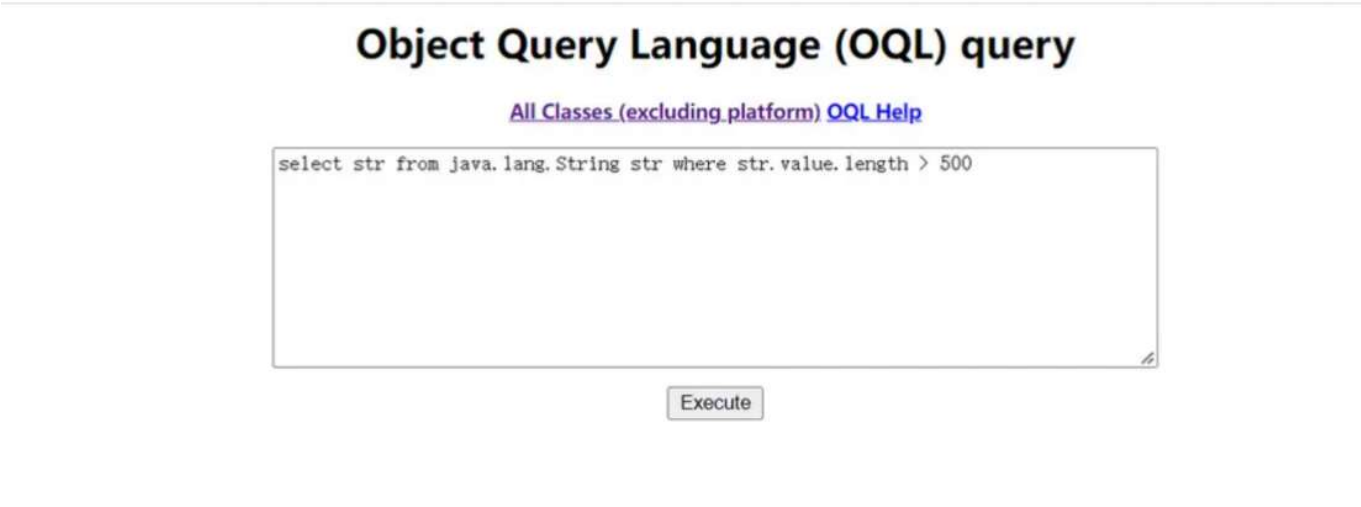 Object Query Language (OQL) query
All Classes (excluding platform) OQL Help
select str from java.lang.String str where str.value.length > 500
Execute